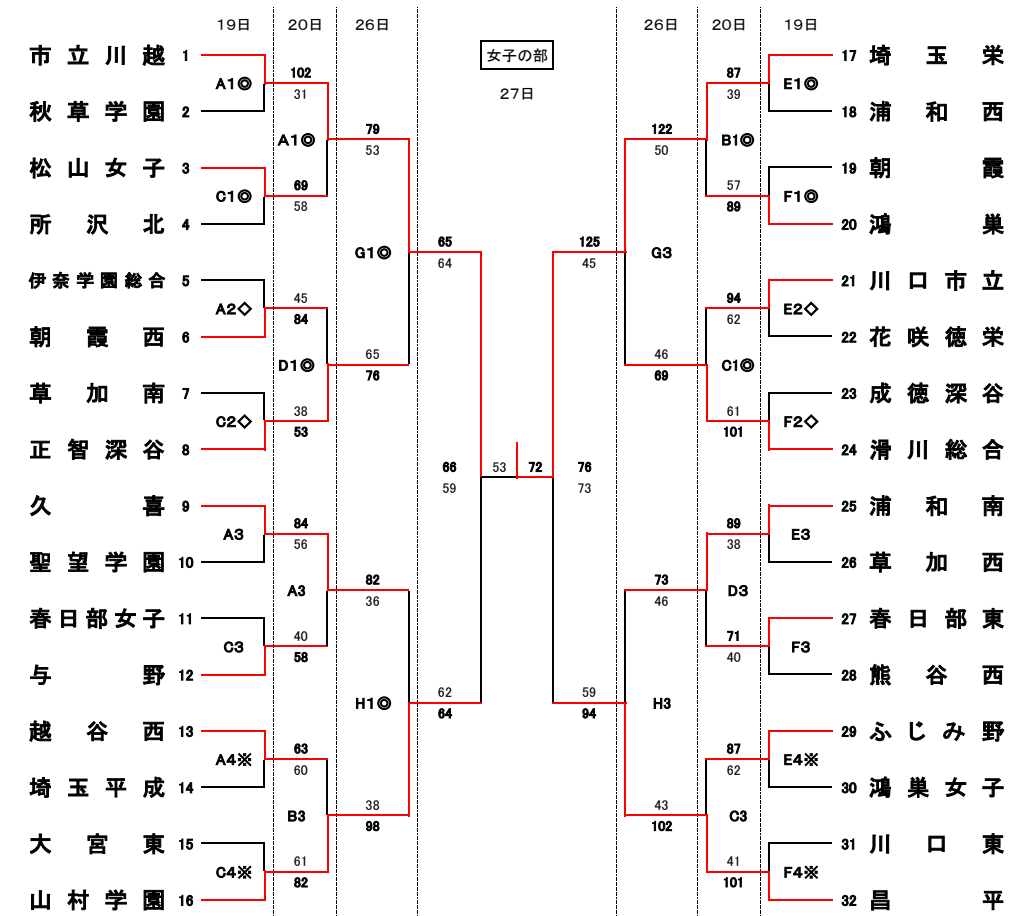 19日 20日 26日 26日 20日 19日
女子の部
27日
市立川越 1
A1◎
秋草学園 2
102
31
A1◎
松山女子 3
C1◎
所沢北 4
69
58
79
53
G1◎
伊奈学園総合 5
A2◇
朝霞西 6
45
84
D1◎
草加南 7
C2◇
正智深谷 8
38
53
65
76
65
64
久喜 9
A3
聖望学園 10
84
56
A3
春日部女子 11
C3
与野 12
40
58
82
36
H1◎
越谷西 13
A4※
埼玉平成 14
63
60
B3
大宮東 15
C4※
山村学園 16
61
82
38
98
62
64
66
59
53 72
76
73
17 埼玉栄
E1◎
18 浦和西
87
39
B1◎
19 朝霞
F1◎
20 鴻巣
57
89
122
50
G3
21 川口市立
E2◇
22 花咲徳栄
94
62
C1◎
23 成徳深谷
F2◇
24 滑川総合
61
101
46
69
125
45
25 浦和南
E3
26 草加西
89
38
D3
27 春日部東
F3
28 熊谷西
71
40
73
46
H3
29 ふじみ野
E4※
30 鴻巣女子
87
62
C3
31 川口東
F4※
32 昌平
41
101
43
102
59
94